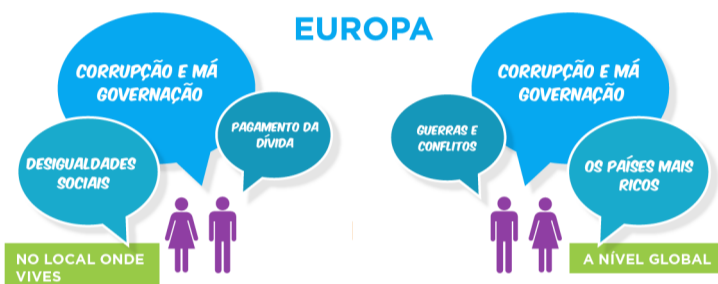 EUROPA
CORRUPÇÃO E MÁ
GOVERNAÇÃO
PAGAMENTO DA
DÍVIDA
DESIGUALDADES
SOCIAIS
NO LOCAL ONDE
VIVES
CORRUPÇÃO E MÁ
GOVERNAÇÃO
GUERRAS E
CONFLITOS
OS PAÍSES MAIS
RICOS
A NÍVEL GLOBAL